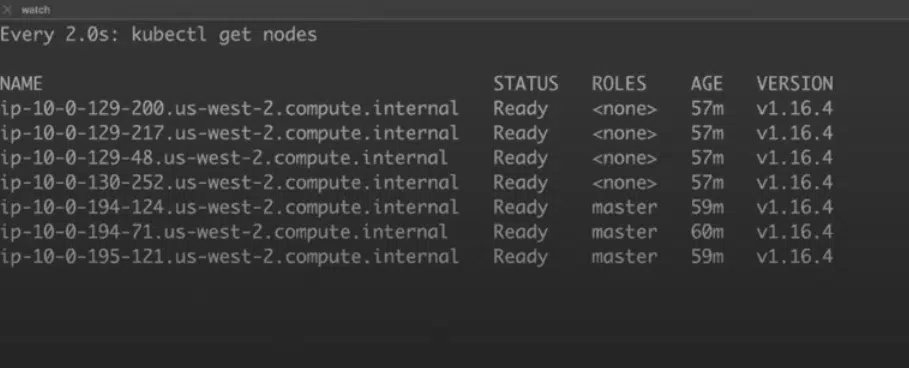 watch
Every 2.0s: kubectl get nodes
NAME STATUS ROLES AGE VERSION
ip-10-0-129-200.us-west-2.compute.internal Ready <none> 57m v1.16.4
ip-10-0-129-217.us-west-2.compute.internal Ready <none> 57m v1.16.4
ip-10-0-129-48.us-west-2.compute.internal Ready <none> 57m v1.16.4
ip-10-0-130-252.us-west-2.compute.internal Ready <none> 57m v1.16.4
ip-10-0-194-124.us-west-2.compute.internal Ready master 59m v1.16.4
ip-10-0-194-71.us-west-2.compute.internal Ready master 60m v1.16.4
ip-10-0-195-121.us-west-2.compute.internal Ready master 59m v1.16.4